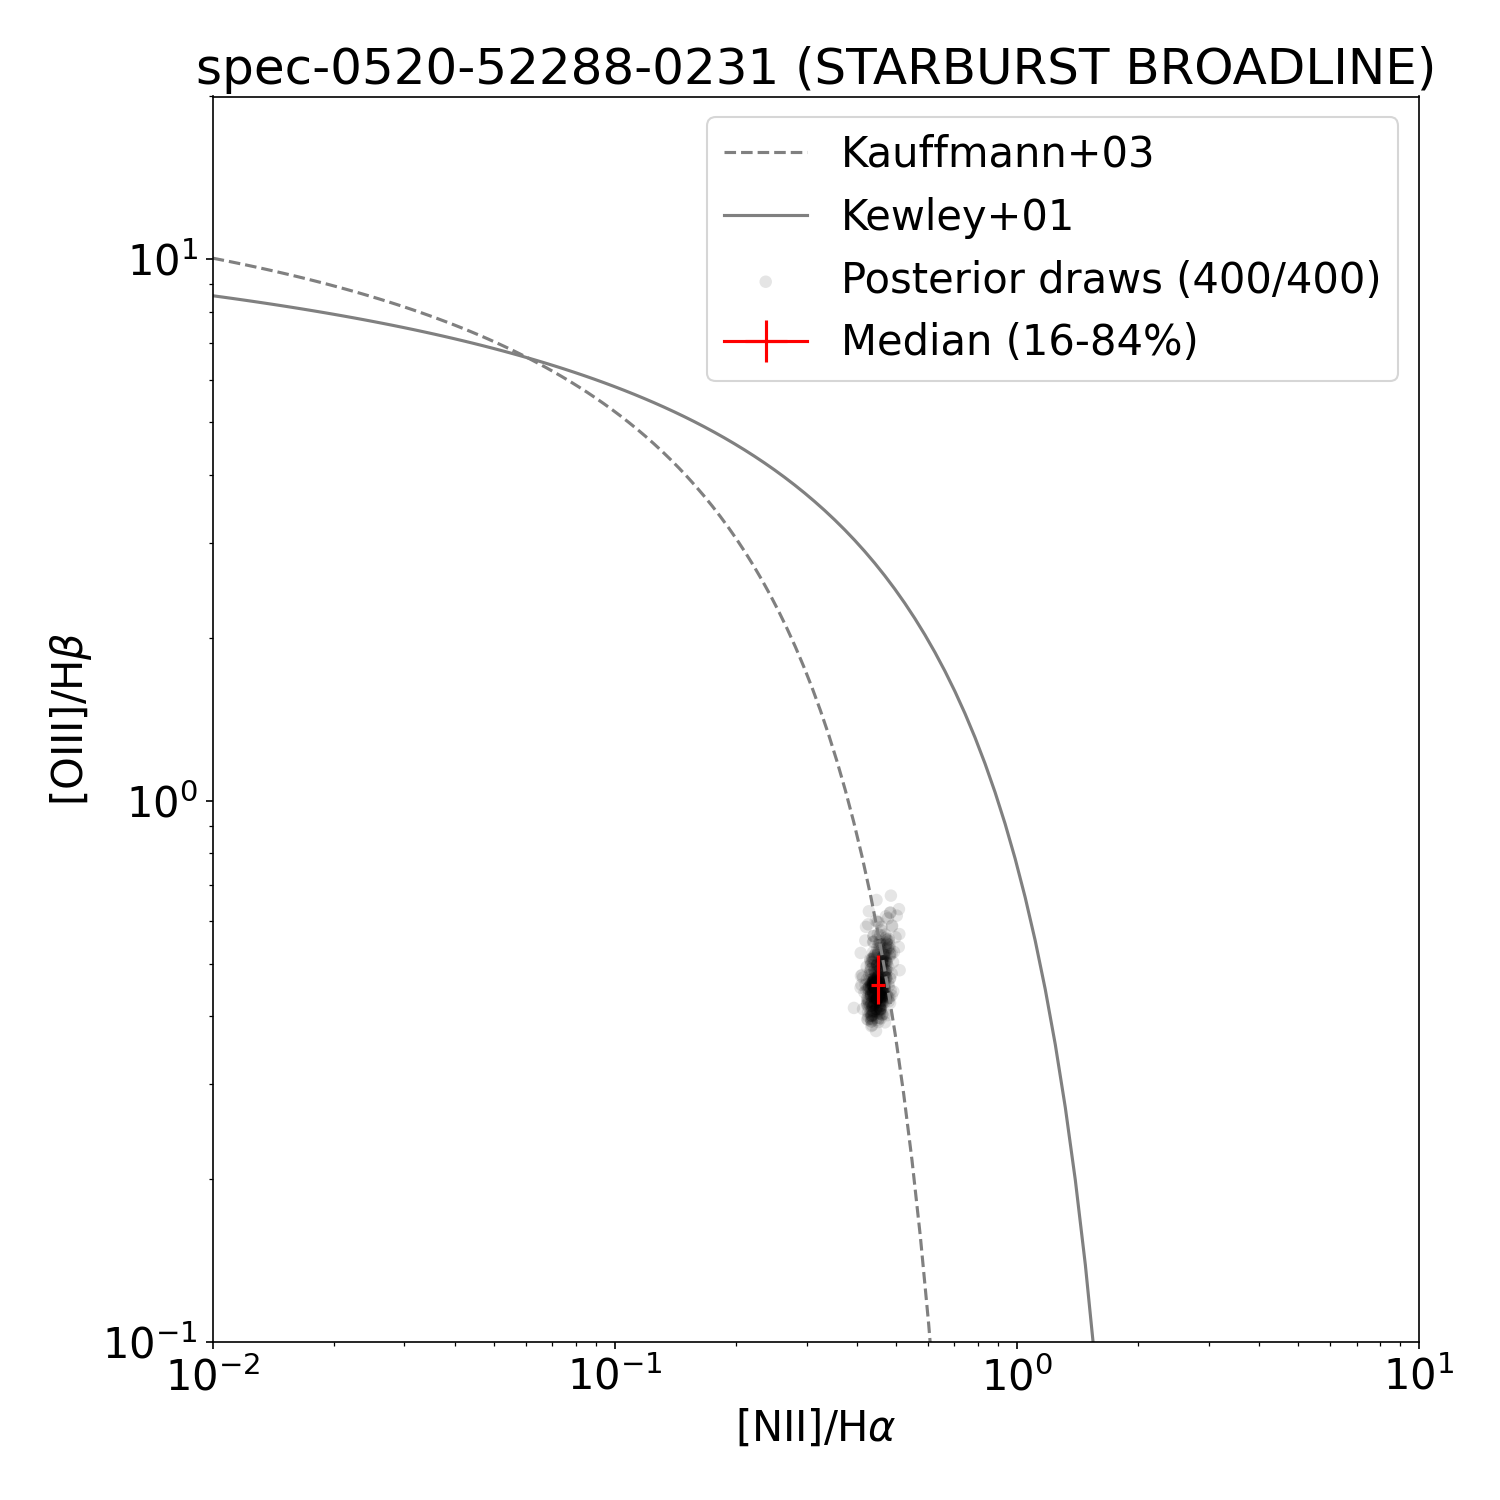 spec-0520-52288-0231 (STARBURST BROADLINE)
Kauffmann+03
Kewley+01
Posterior draws (400/400)
Median (16-84%)
10¹
10⁰
10⁻¹
[OIII]/Hβ
10⁻² 10⁻¹ 10⁰ 10¹
[NII]/Hα